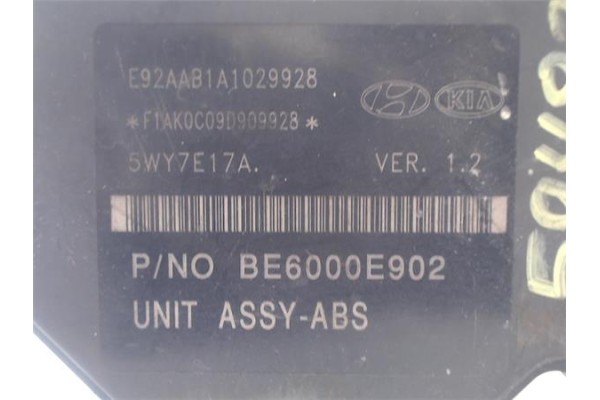 E92AAB1A1029928
*F1AK0C09D909928*
KIA
5WY7E17A. VER. 1.2
P/NO BE6000E902
UNIT ASSY-ABS